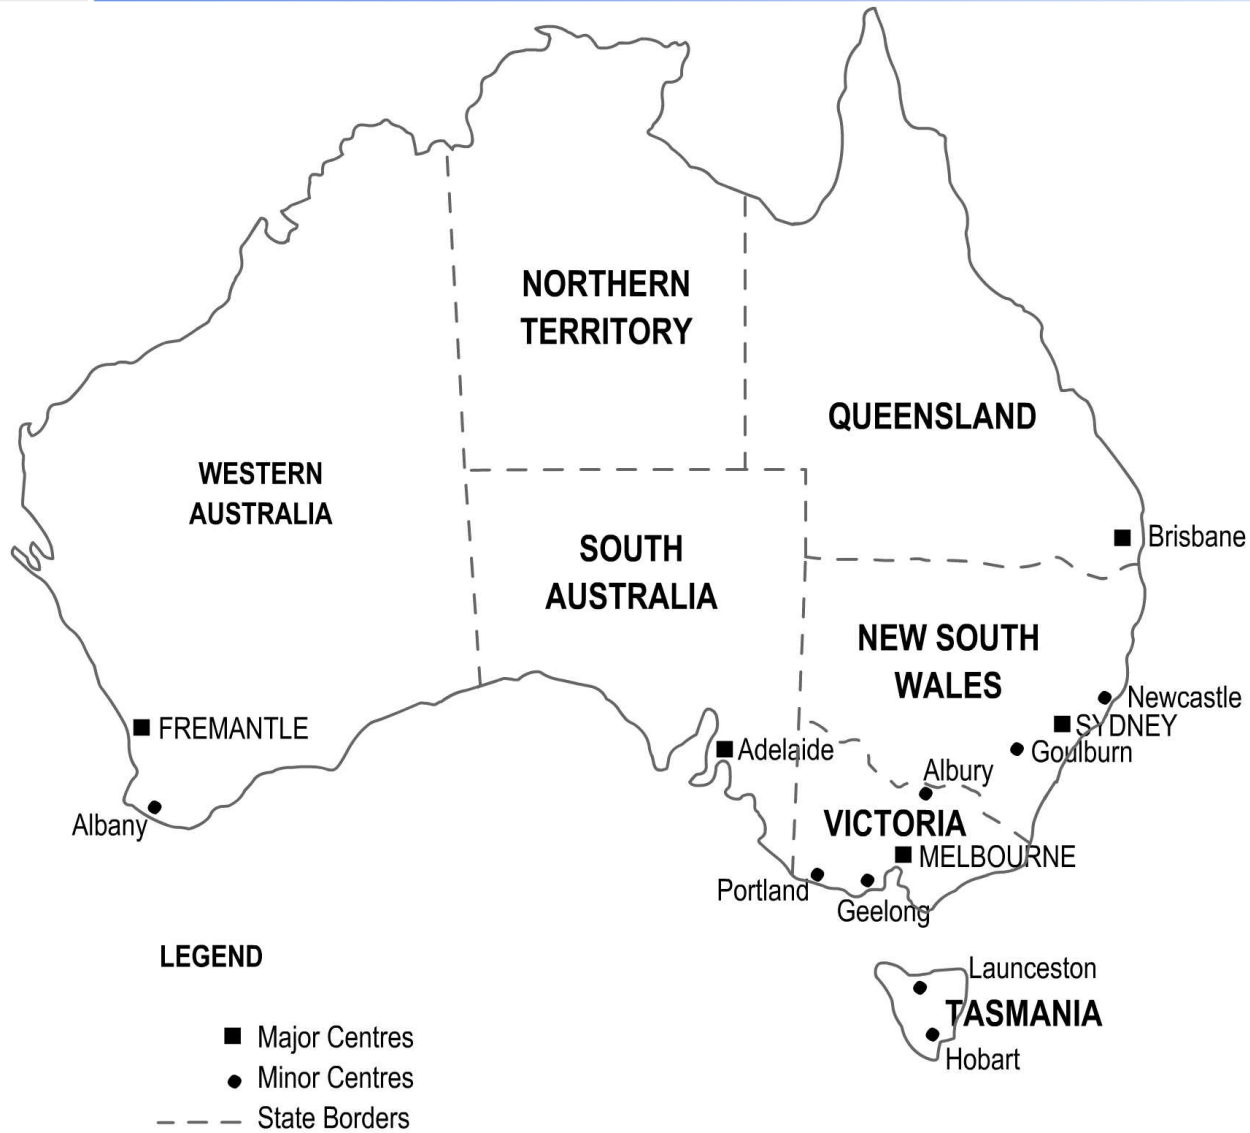 NORTHERN
TERRITORY
QUEENSLAND
WESTERN
AUSTRALIA
SOUTH
AUSTRALIA
Brisbane
NEW SOUTH
WALES
Newcastle
SYDNEY
FREMANTLE
Adelaide
Goulburn
Albury
Albany
VICTORIA
MELBOURNE
Portland
Geelong
LEGEND
Launceston
TASMANIA
Hobart
Major Centres
Minor Centres
State Borders